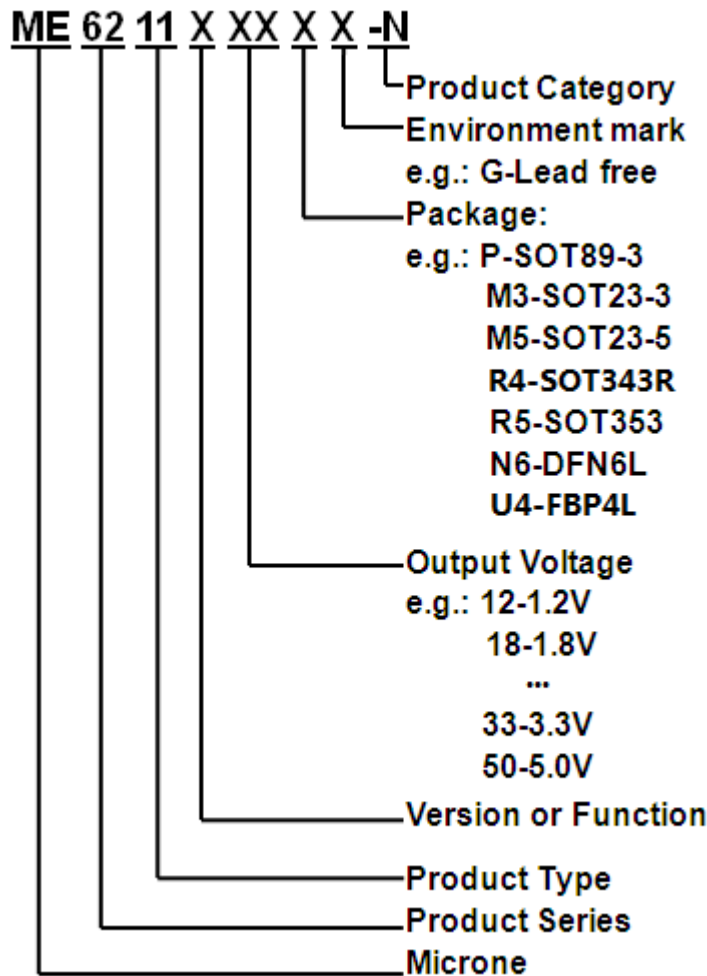 ME 62 11 X XX X X -N
Product Category
Environment mark
e.g.: G-Lead free
Package:
e.g.: P-SOT89-3
M3-SOT23-3
M5-SOT23-5
R4-SOT343R
R5-SOT353
N6-DFN6L
U4-FBP4L
Output Voltage
e.g.: 12-1.2V
18-1.8V
...
33-3.3V
50-5.0V
Version or Function
Product Type
Product Series
Microne